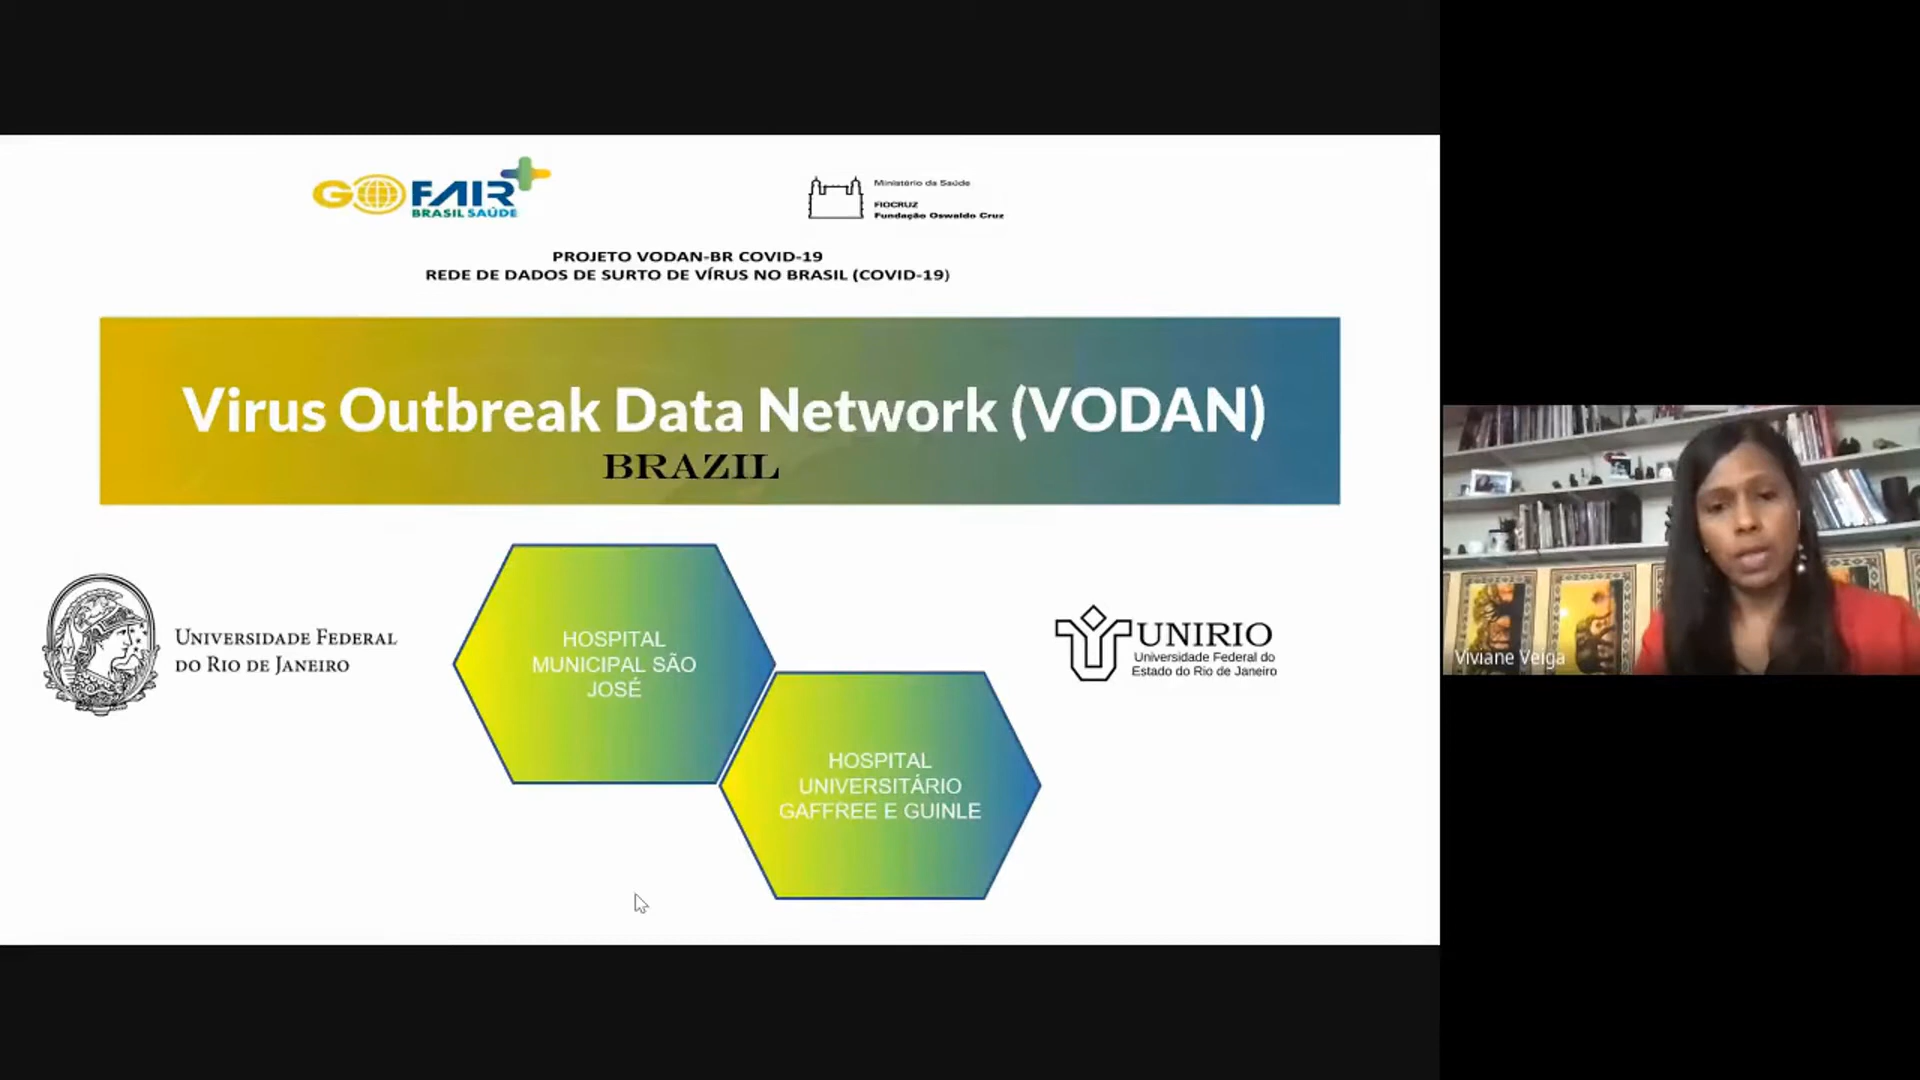 GO FAIR
BRASIL SAÚDE
Ministério da Saúde
FIOCRUZ
Fundação Oswaldo Cruz
PROJETO VODAN-BR COVID-19
REDE DE DADOS DE SURTO DE VÍRUS NO BRASIL (COVID-19)
Virus Outbreak Data Network (VODAN)
BRAZIL
UNIVERSIDADE FEDERAL
DO RIO DE JANEIRO
HOSPITAL
MUNICIPAL SÃO
JOSÉ
HOSPITAL
UNIVERSITÁRIO
GAFFREE E GUINLE
UNIRIO
Universidade Federal do
Estado do Rio de Janeiro
Viviane Veiga